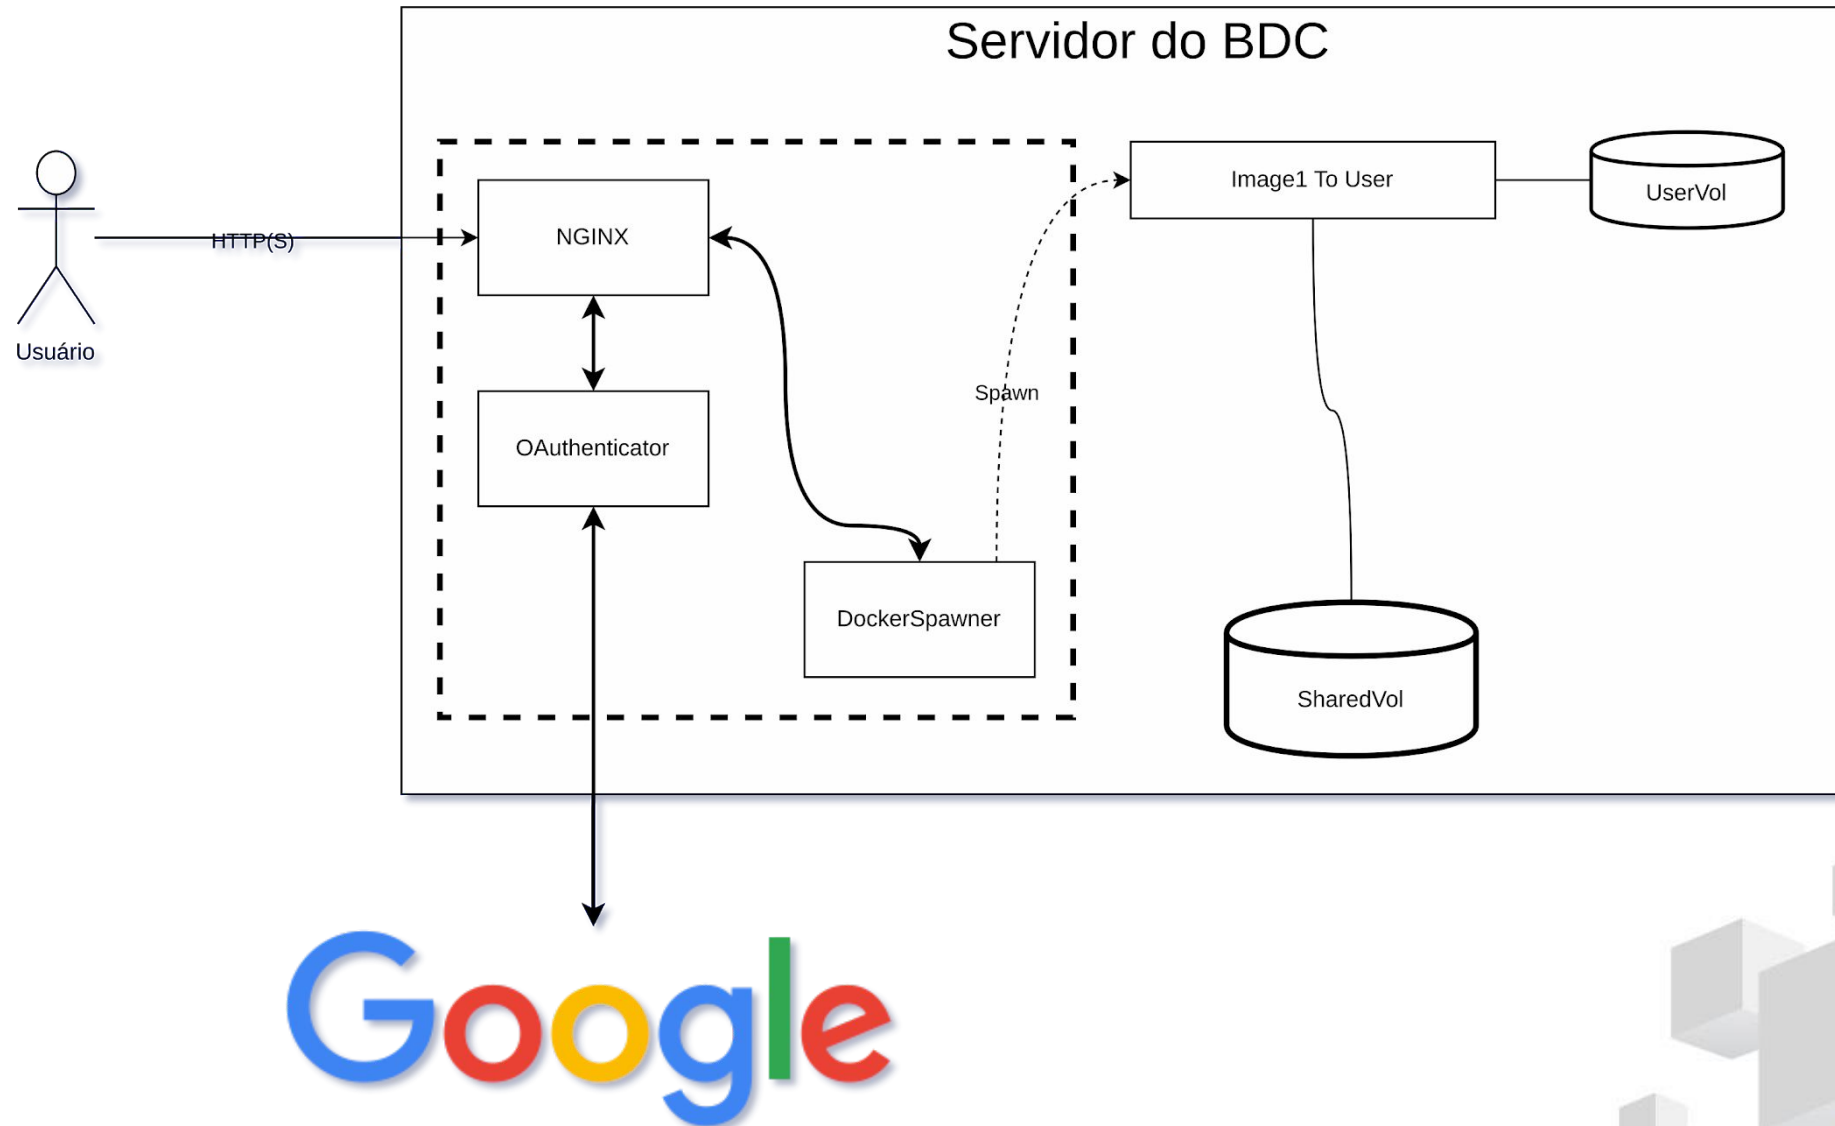 Servidor do BDC
Image1 To User
UserVol
NGINX
HTTP(S)
Usuário
Spawn
OAuthenticator
DockerSpawner
SharedVol
Google